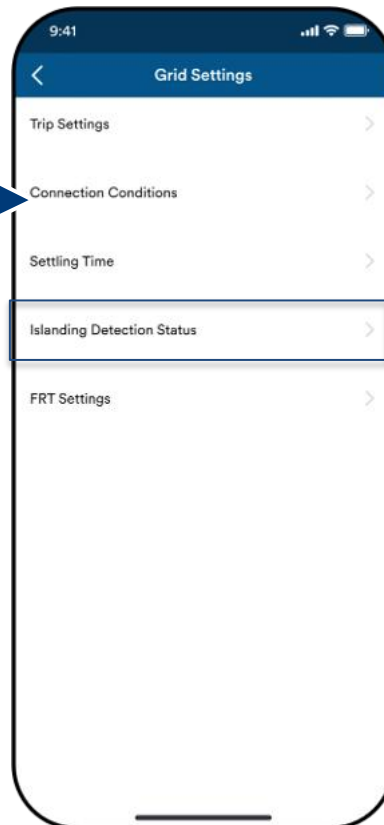 9:41
Grid Settings
Trip Settings
Connection Conditions
Settling Time
Islanding Detection Status
FRT Settings